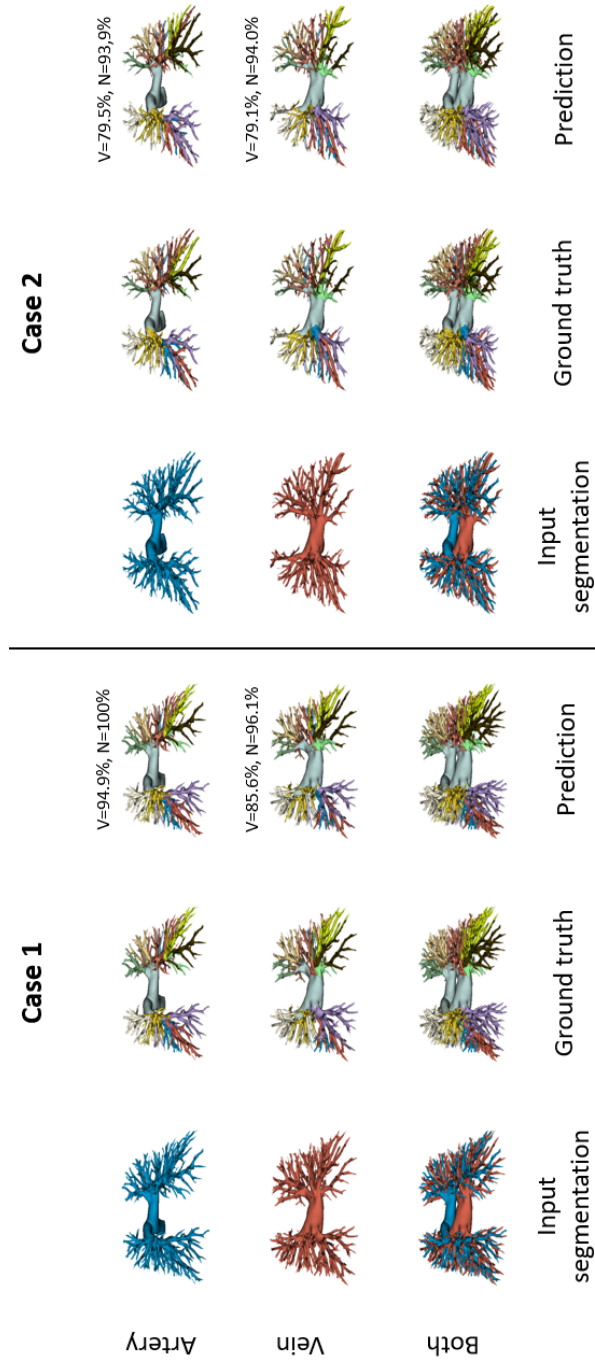 Case 1
Case 2
Artery
V=94.9%, N=100%
V=79.5%, N=93,9%
Vein
V=85.6%, N=96.1%
V=79.1%, N=94.0%
Both
Input
segmentation
Ground truth
Prediction
Input
segmentation
Ground truth
Prediction